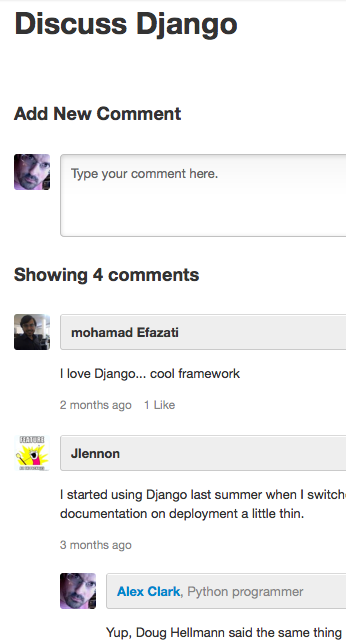 Discuss Django
Add New Comment
Type your comment here.
Showing 4 comments
mohamad Efazati
I love Django... cool framework
2 months ago 1 Like
FEATURE
Jlennon
I started using Django last summer when I switch
documentation on deployment a little thin.
3 months ago
Alex Clark, Python programmer
Yup, Doug Hellmann said the same thing